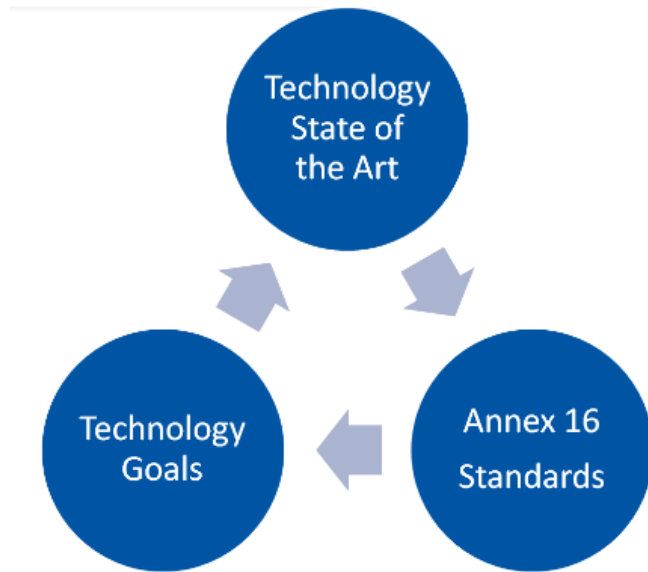 Technology
State of
the Art
Technology
Goals
Annex 16
Standards